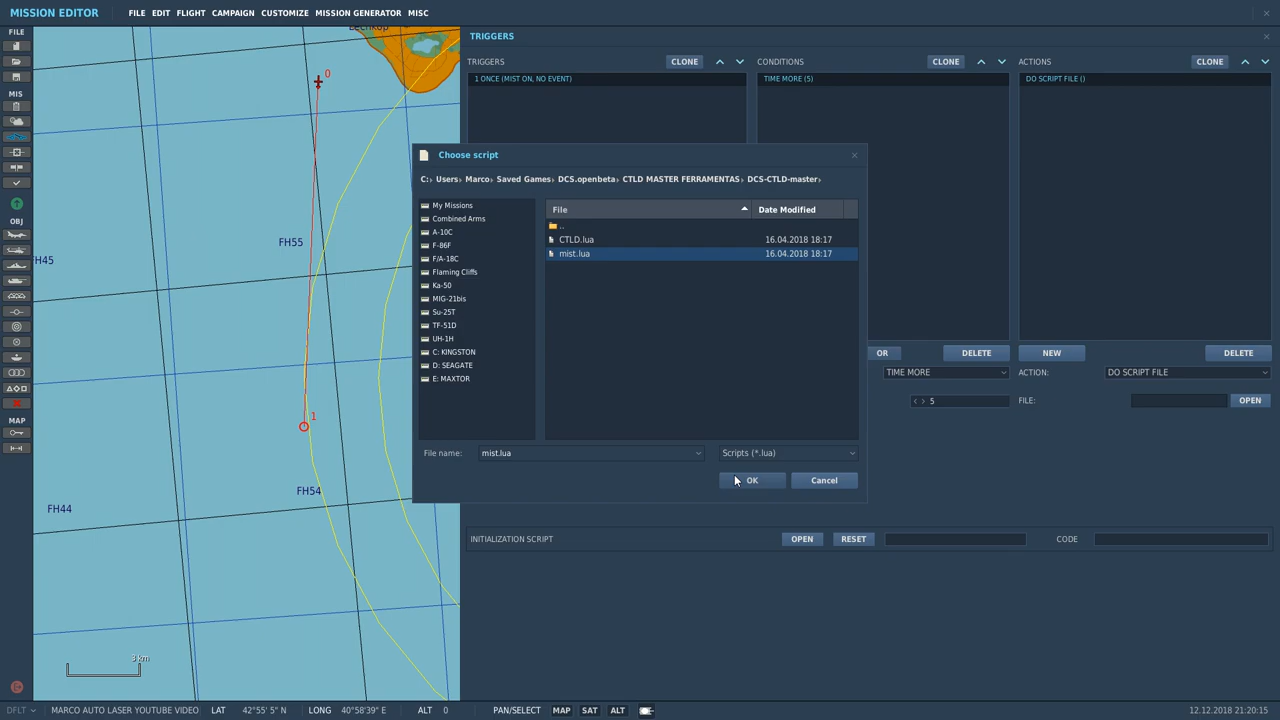 MISSION EDITOR FILE EDIT FLIGHT CAMPAIGN CUSTOMIZE MISSION GENERATOR MISC
FILE
MIS
OBJ
MAP
0
FH55
FH45
1
FH54
FH44
3 km
TRIGGERS
TRIGGERS CLONE
CONDITIONS CLONE
ACTIONS CLONE
1 ONCE (MIST ON, NO EVENT)
TIME MORE (5)
DO SCRIPT FILE ()
Choose script
C:› Users› Marco› Saved Games› DCS.openbeta› CTLD MASTER FERRAMENTAS› DCS-CTLD-master›
My Missions
Combined Arms
A-10C
F-86F
F/A-18C
Flaming Cliffs
Ka-50
MIG-21bis
Su-25T
TF-51D
UH-1H
C: KINGSTON
D: SEAGATE
E: MAXTOR
File Date Modified
..
CTLD.lua 16.04.2018 18:17
mist.lua 16.04.2018 18:17
File name: mist.lua Scripts (*.lua)
OK Cancel
OR DELETE NEW DELETE
TIME MORE ACTION: DO SCRIPT FILE
5 FILE: OPEN
INITIALIZATION SCRIPT OPEN RESET CODE
DFLT MARCO AUTO LASER YOUTUBE VIDEO LAT 42°55' 5" N LONG 40°58'39" E ALT 0 PAN/SELECT MAP SAT ALT 12.12.2018 21:20:15